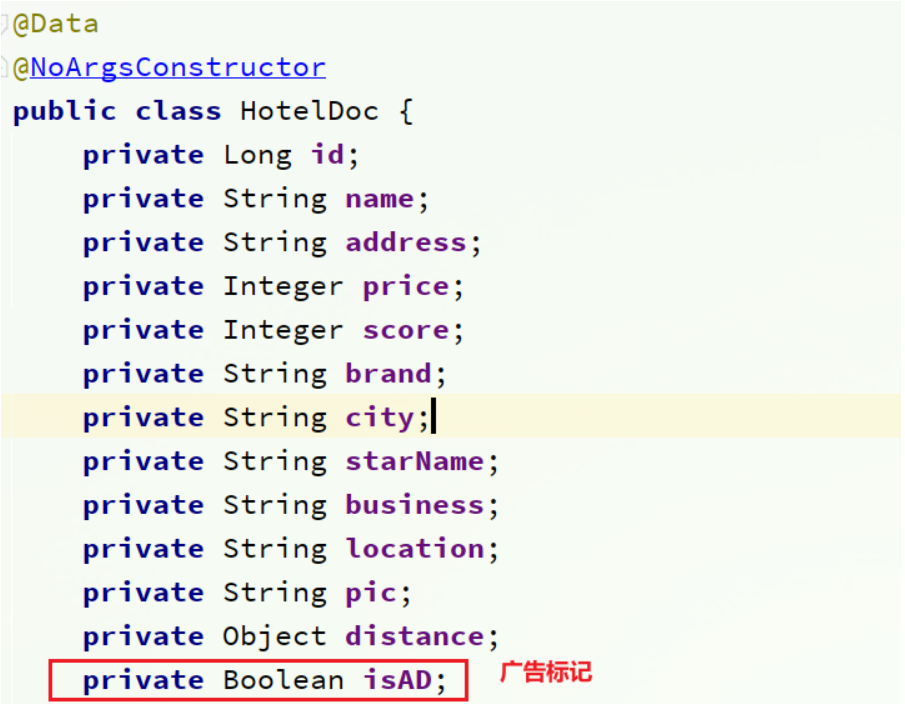 @Data
@NoArgsConstructor
public class HotelDoc {
    private Long id;
    private String name;
    private String address;
    private Integer price;
    private Integer score;
    private String brand;
    private String city;
    private String starName;
    private String business;
    private String location;
    private String pic;
    private Object distance;
    private Boolean isAD; 广告标记